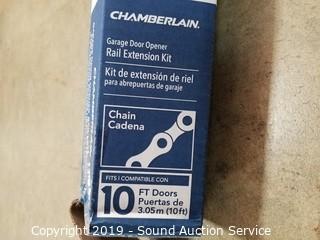 CHAMBERLAIN.
Garage Door Opener
Rail Extension Kit
Kit de extensión de riel
para abrepuertas de garaje
Chain
Cadena
FITS I COMPATIBLE CON
10 FT Doors
Puertas de
3.05m (10ft)
Copyright 2019 - Sound Auction Service